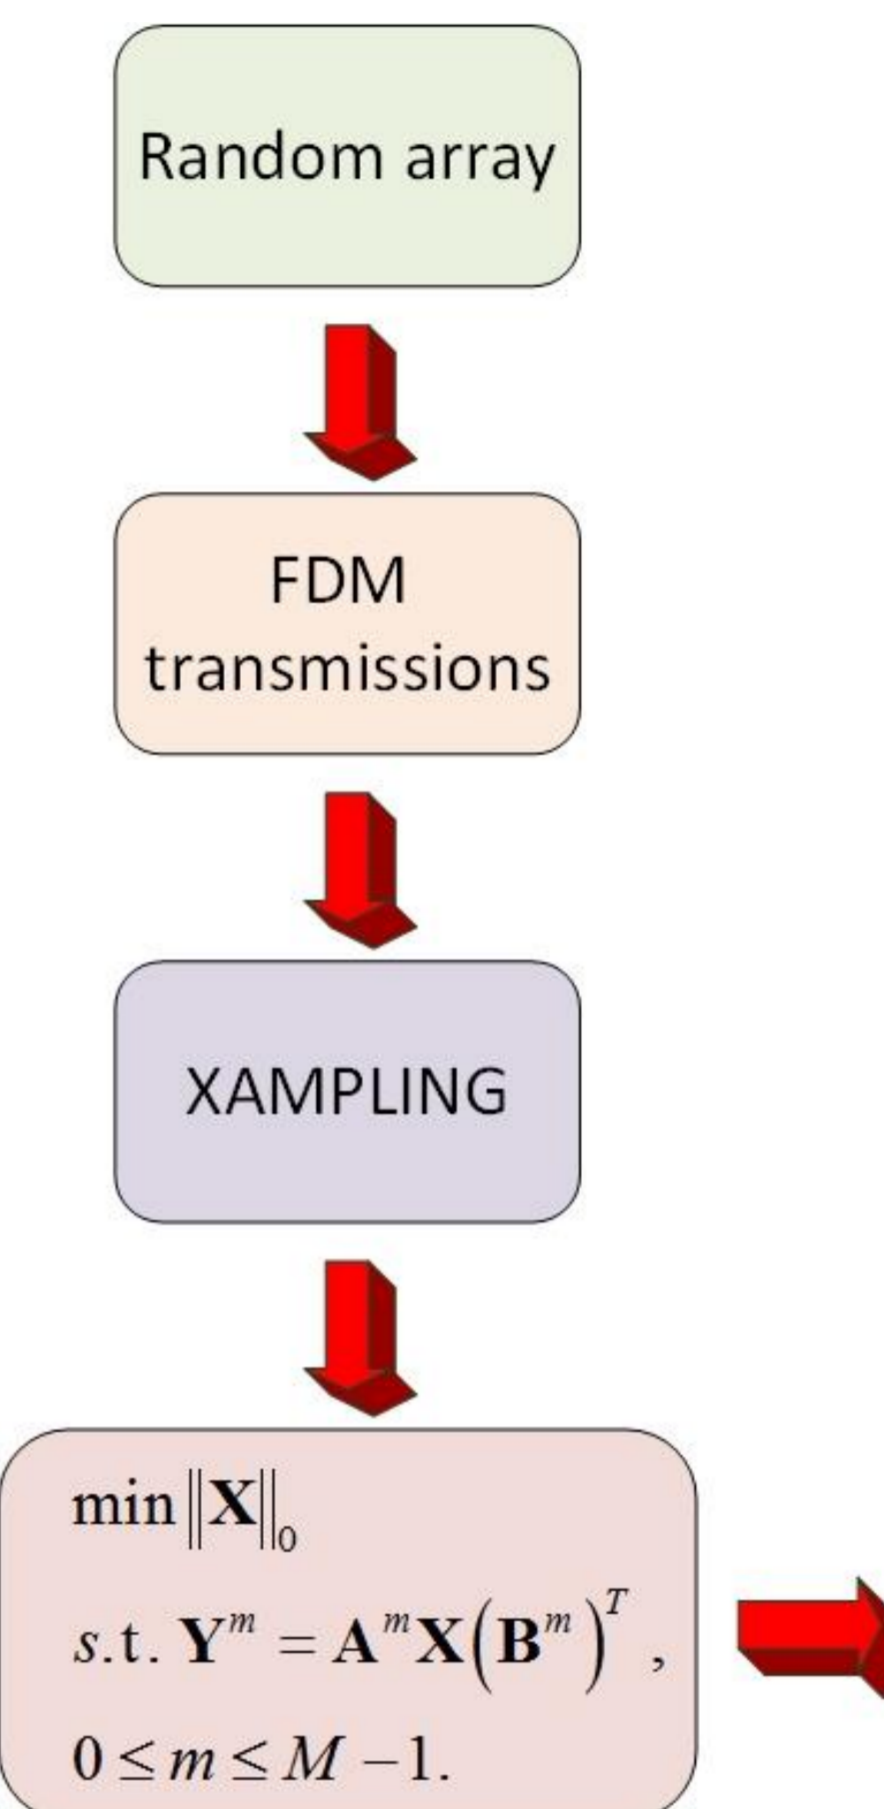 Random array
FDM
transmissions
XAMPLING
min‖X‖₀
s.t. Yᵐ = AᵐX(Bᵐ)ᵀ ,
0 ≤ m ≤ M −1.